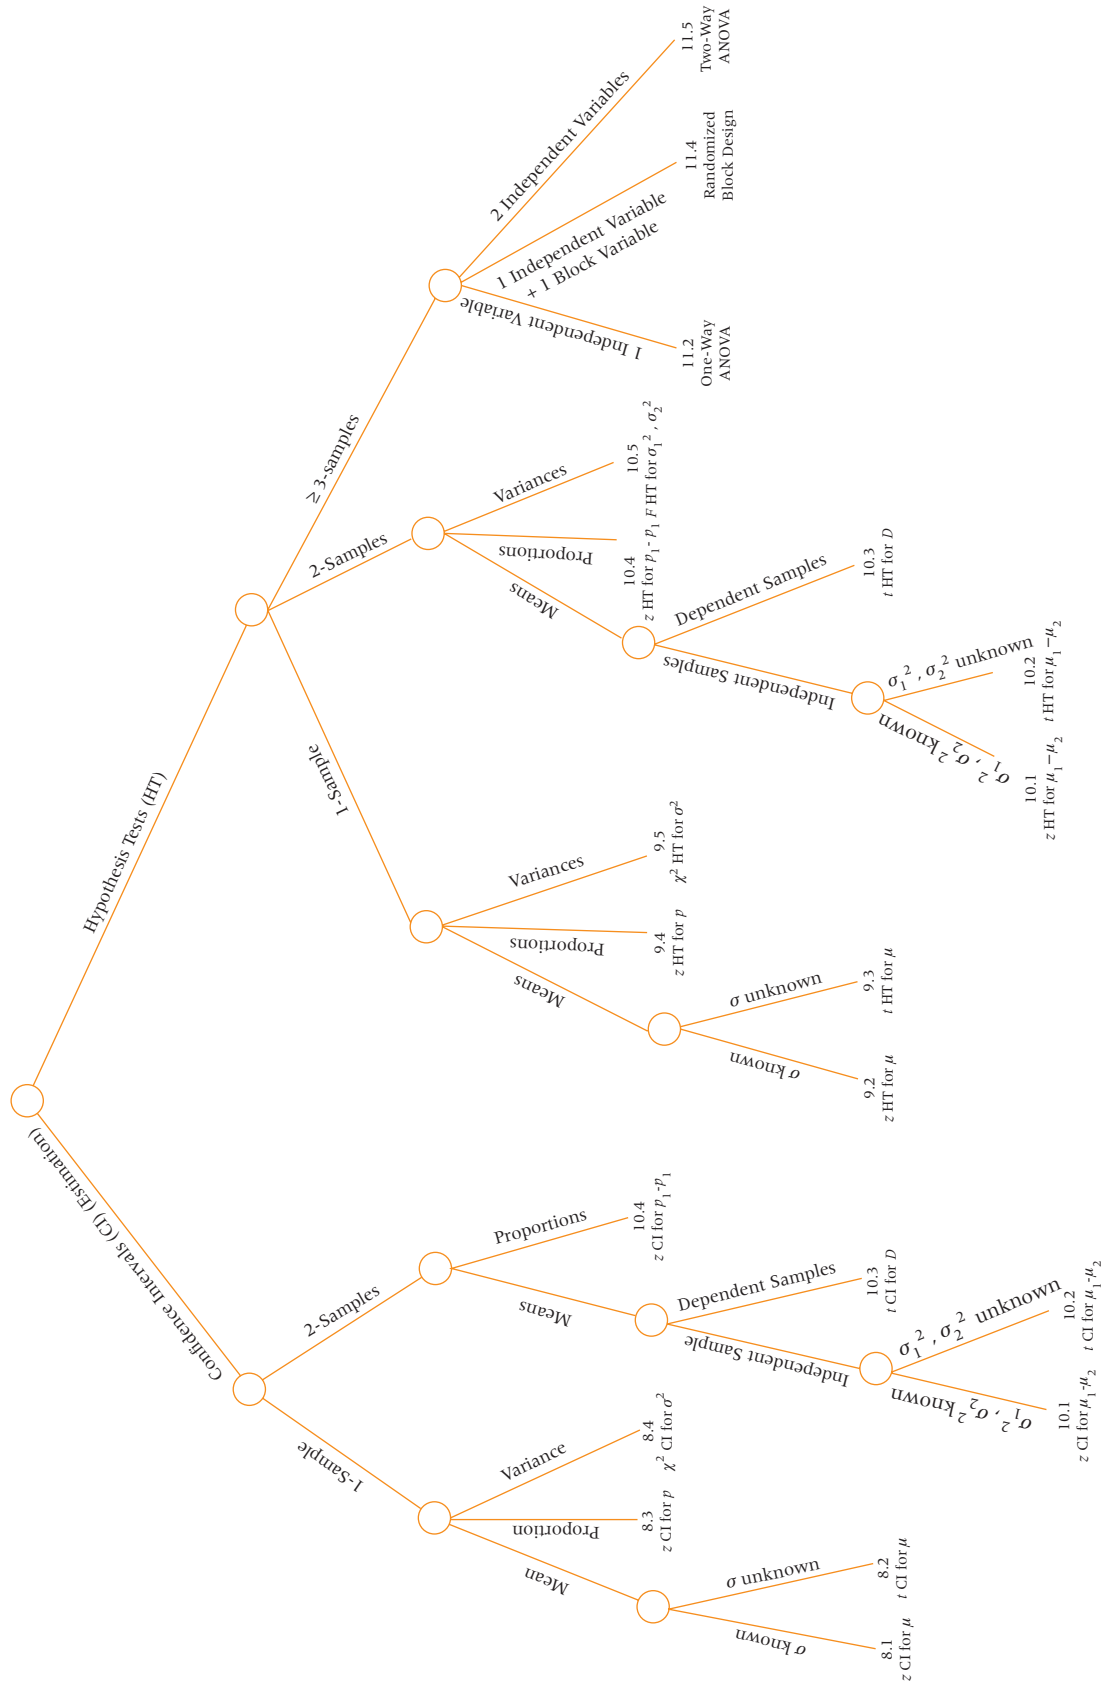 Confidence Intervals (CI) (Estimation)
Hypothesis Tests (HT)
1-Sample
2-Samples
1-Sample
2-Samples
≥ 3-samples
Mean
Proportion
Variance
Means
Proportions
Means
Proportions
Variances
Means
Proportions
Variances
1 Independent Variable
1 Independent Variable
+ 1 Block Variable
2 Independent Variables
8.3
z CI for p
8.4
χ² CI for σ²
10.4
z CI for p₁-p₁
9.4
z HT for p
9.5
χ² HT for σ²
10.4
z HT for p₁- p₁
10.5
F HT for σ₁², σ₂²
11.2
One-Way
ANOVA
11.4
Randomized
Block Design
11.5
Two-Way
ANOVA
σ known
σ unknown
Independent Sample
Dependent Samples
σ known
σ unknown
Independent Samples
Dependent Samples
8.1
z CI for μ
8.2
t CI for μ
10.3
t CI for D
9.2
z HT for μ
9.3
t HT for μ
10.3
t HT for D
σ₁², σ₂² known
σ₁², σ₂² unknown
σ₁², σ₂² known
σ₁², σ₂² unknown
10.1
z CI for μ₁-μ₂
10.2
t CI for μ₁-μ₂
10.1
z HT for μ₁–μ₂
10.2
t HT for μ₁–μ₂